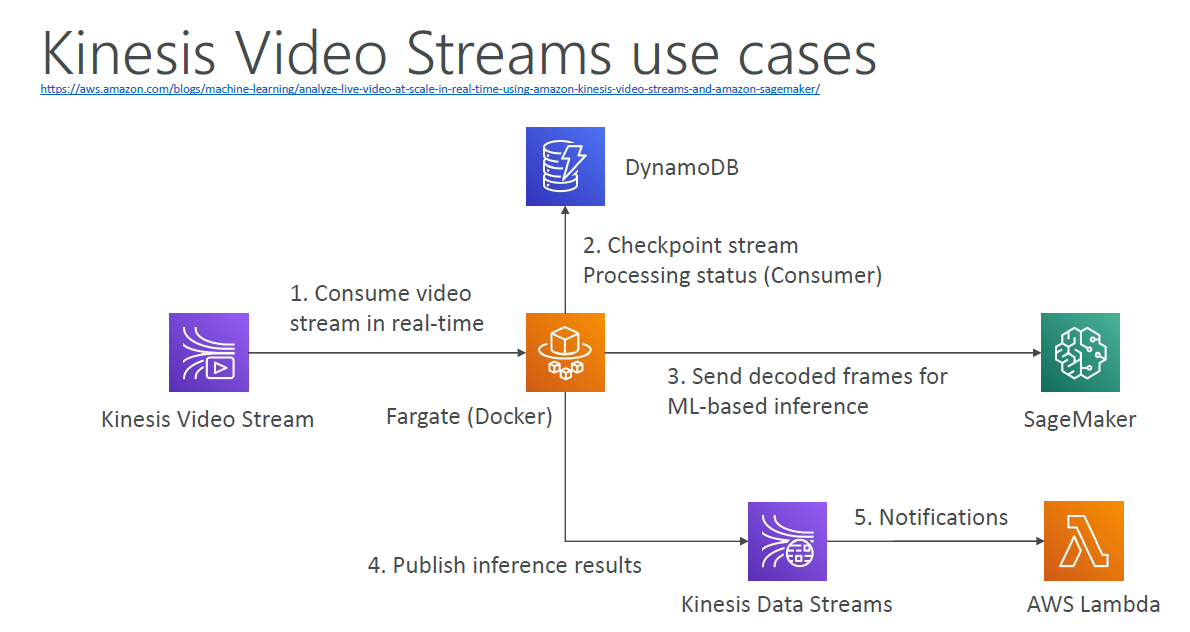 Kinesis Video Streams use cases
https://aws.amazon.com/blogs/machine-learning/analyze-live-video-at-scale-in-real-time-using-amazon-kinesis-video-streams-and-amazon-sagemaker/
DynamoDB
2. Checkpoint stream
Processing status (Consumer)
1. Consume video
stream in real-time
Kinesis Video Stream
Fargate (Docker)
3. Send decoded frames for
ML-based inference
SageMaker
5. Notifications
4. Publish inference results
Kinesis Data Streams
AWS Lambda